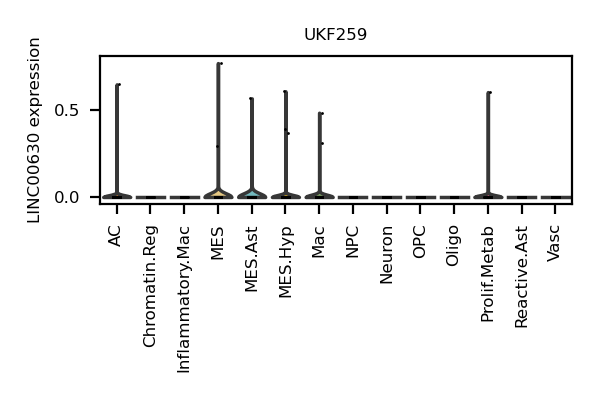 UKF259
LINC00630 expression
0.5
0.0
AC
Chromatin.Reg
Inflammatory.Mac
MES
MES.Ast
MES.Hyp
Mac
NPC
Neuron
OPC
Oligo
Prolif.Metab
Reactive.Ast
Vasc